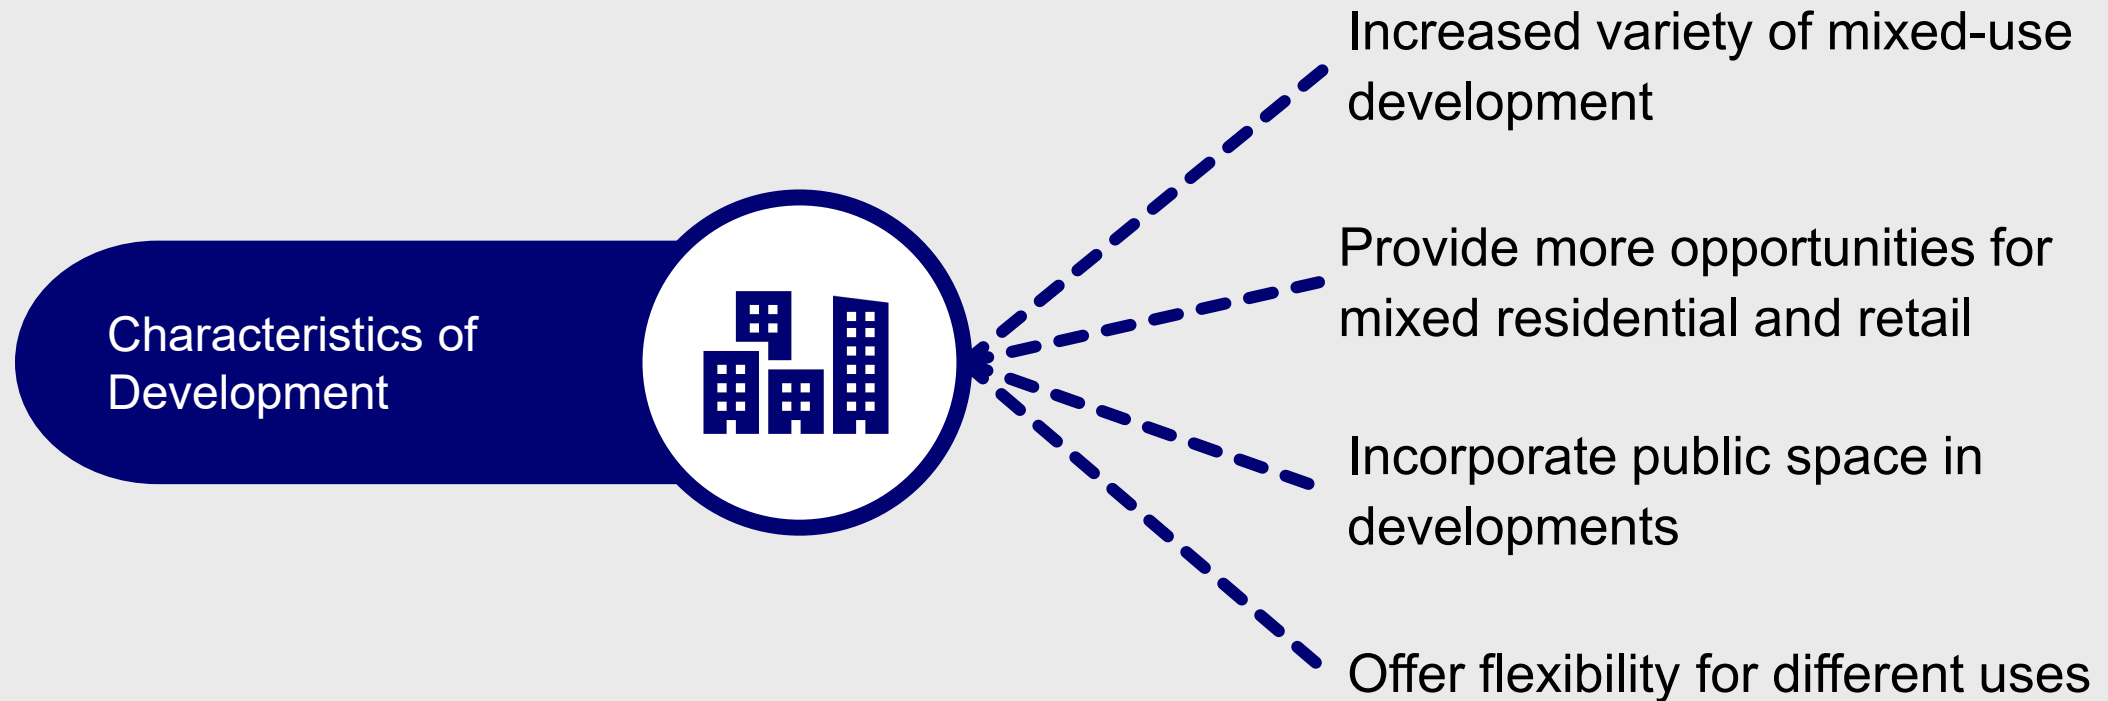 Characteristics of
Development
Increased variety of mixed-use
development
Provide more opportunities for
mixed residential and retail
Incorporate public space in
developments
Offer flexibility for different uses